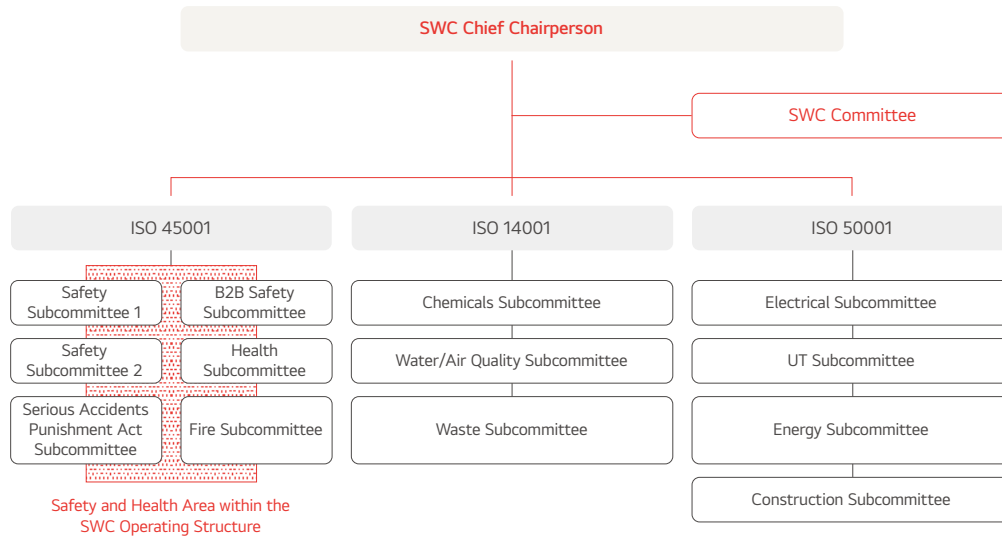 SWC Chief Chairperson
SWC Committee
ISO 45001
ISO 14001
ISO 50001
Safety
Subcommittee 1
B2B Safety
Subcommittee
Safety
Subcommittee 2
Health
Subcommittee
Serious Accidents
Punishment Act
Subcommittee
Fire Subcommittee
Safety and Health Area within the
SWC Operating Structure
Chemicals Subcommittee
Water/Air Quality Subcommittee
Waste Subcommittee
Electrical Subcommittee
UT Subcommittee
Energy Subcommittee
Construction Subcommittee